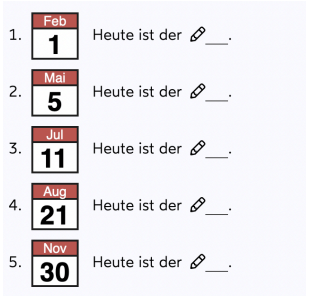 Feb
1. 1 Heute ist der ___.
Mai
2. 5 Heute ist der ___.
Jul
3. 11 Heute ist der ___.
Aug
4. 21 Heute ist der ___.
Nov
5. 30 Heute ist der ___.